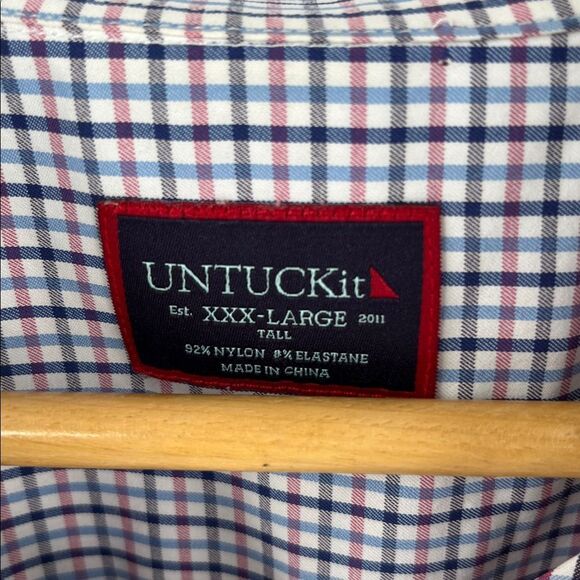 UNTUCKit
Est. XXX-LARGE 2011
TALL
92% NYLON 8% ELASTANE
MADE IN CHINA